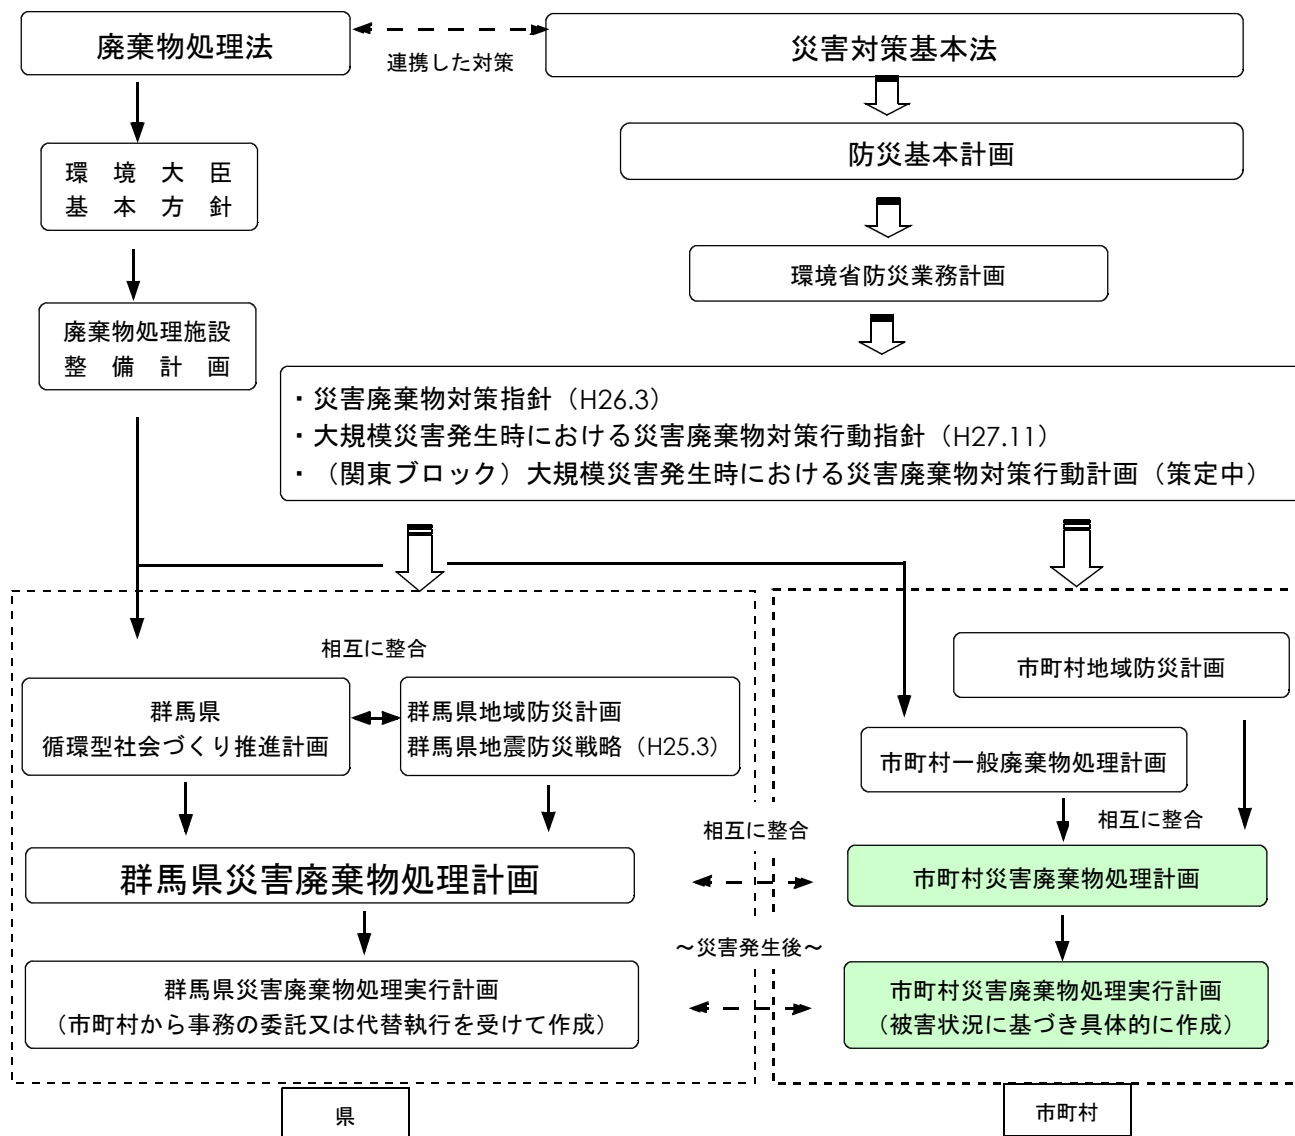 廃棄物処理法
連携した対策
災害対策基本法
防災基本計画
環境大臣
基本方針
環境省防災業務計画
廃棄物処理施設
整備計画
・災害廃棄物対策指針（H26.3）
・大規模災害発生時における災害廃棄物対策行動指針（H27.11）
・（関東ブロック）大規模災害発生時における災害廃棄物対策行動計画（策定中）
相互に整合
群馬県
循環型社会づくり推進計画
群馬県地域防災計画
群馬県地震防災戦略（H25.3）
市町村地域防災計画
市町村一般廃棄物処理計画
相互に整合
相互に整合
群馬県災害廃棄物処理計画
市町村災害廃棄物処理計画
～災害発生後～
群馬県災害廃棄物処理実行計画
（市町村から事務の委託又は代替執行を受けて作成）
市町村災害廃棄物処理実行計画
（被害状況に基づき具体的に作成）
県
市町村